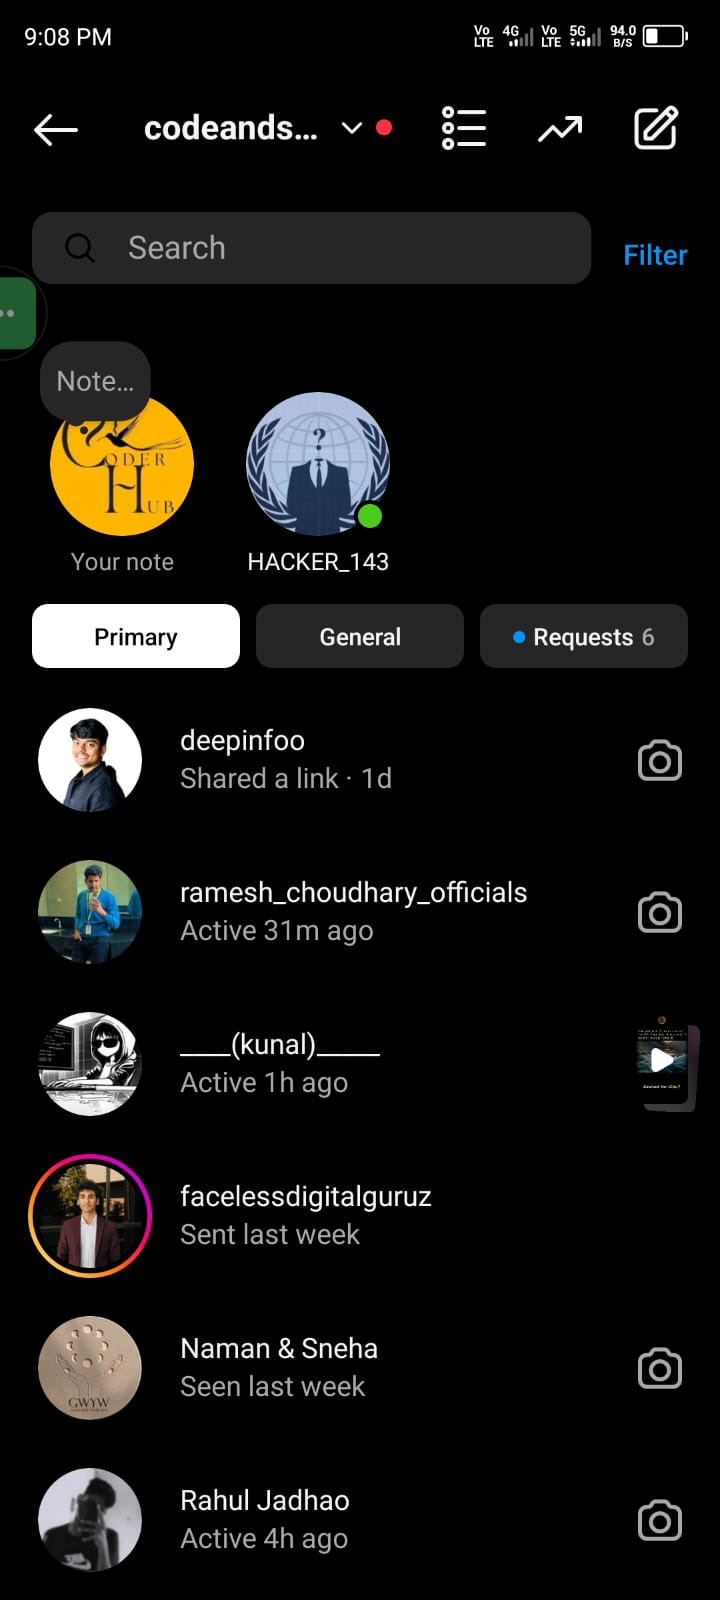 9:08 PM
Vo LTE 4G Vo LTE 5G 94.0 B/S
codeands...
Search
Filter
Note...
CODER
HUB
?
Your note
HACKER_143
Primary
General
Requests 6
deepinfoo
Shared a link · 1d
ramesh_choudhary_officials
Active 31m ago
____(kunal)_____
Active 1h ago
facelessdigitalguruz
Sent last week
Naman & Sneha
Seen last week
GWYW
Rahul Jadhao
Active 4h ago